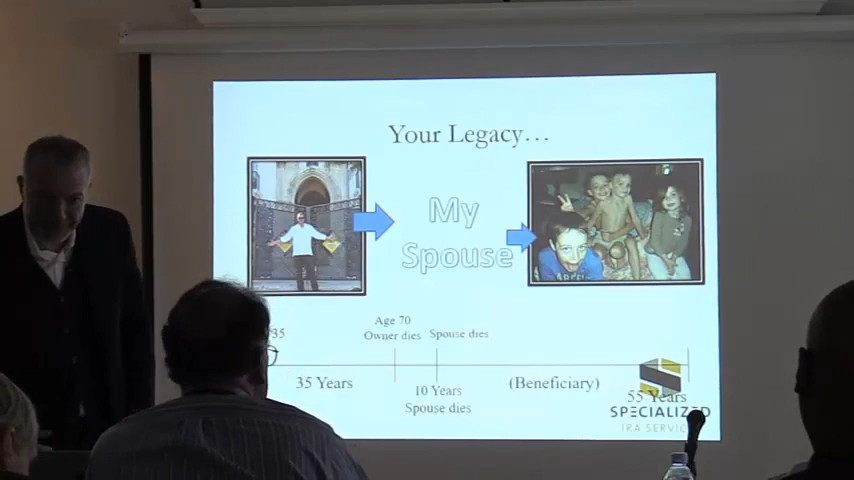 Your Legacy…
My
Spouse
35
Age 70
Owner dies
Spouse dies
35 Years
10 Years
Spouse dies
(Beneficiary)
55 Years
SPECIALIZED
IRA SERVIC